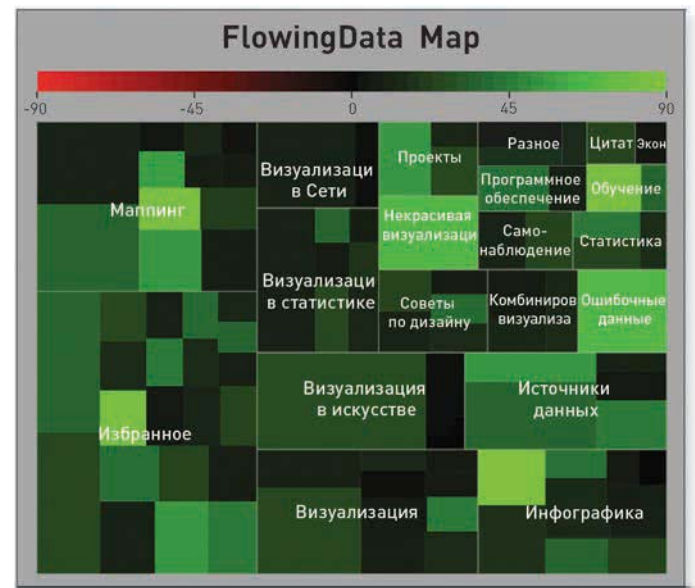 FlowingData Map
-90 -45 0 45 90
Маппинг
Избранное
Визуализаци
в Сети
Визуализаци
в статистике
Проекты
Некрасивая
визуализаци
Советы
по дизайну
Разное
Цитат
Экон
Программное
обеспечение
Обучение
Само-
наблюдение
Статистика
Комбиниров
визуализа
Ошибочные
данные
Визуализация
в искусстве
Источники
данных
Визуализация
Инфографика